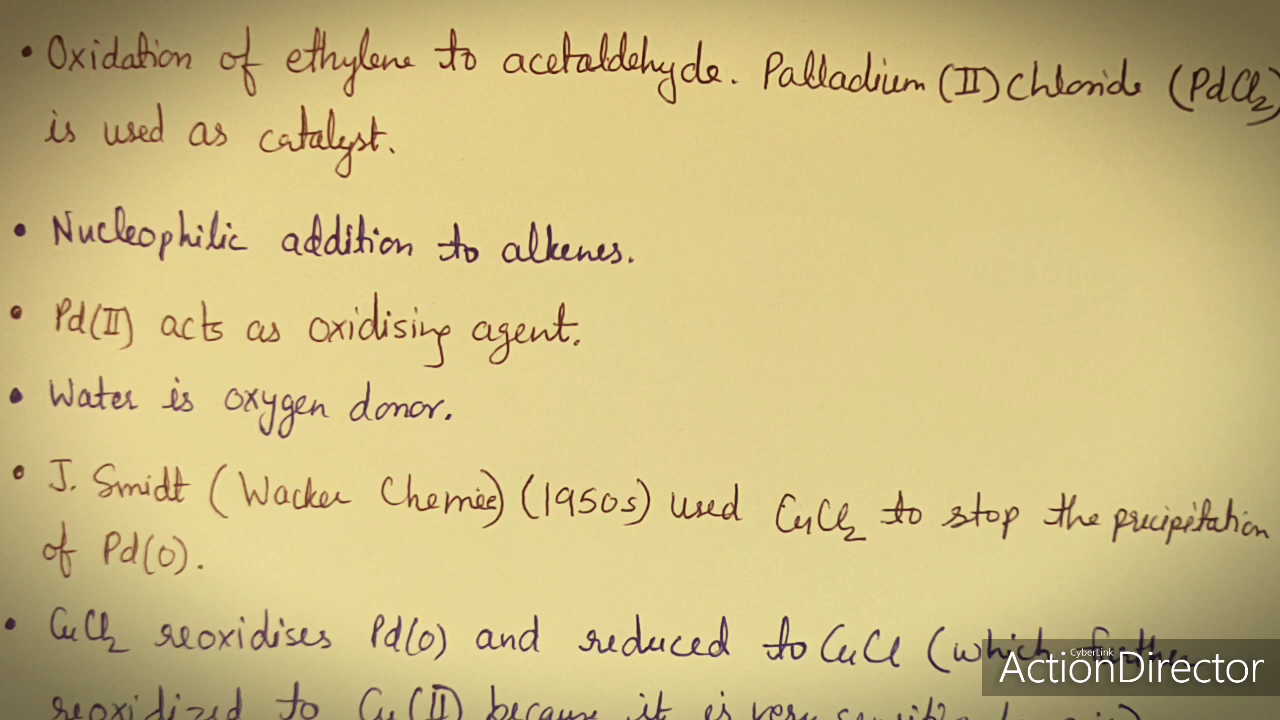 • Oxidation of ethylene to acetaldehyde. Palladium (II) chloride (PdCl2)
is used as catalyst.
• Nucleophilic addition to alkenes.
• Pd(II) acts as oxidising agent.
• Water is oxygen donor.
• J. Smidt (Wacker Chemie) (1950s) used CuCl2 to stop the precipitation
of Pd(0).
• CuCl2 reoxidises Pd(0) and reduced to CuCl (which further
reoxidized to Cu(II) because it is very
CyberLink
ActionDirector